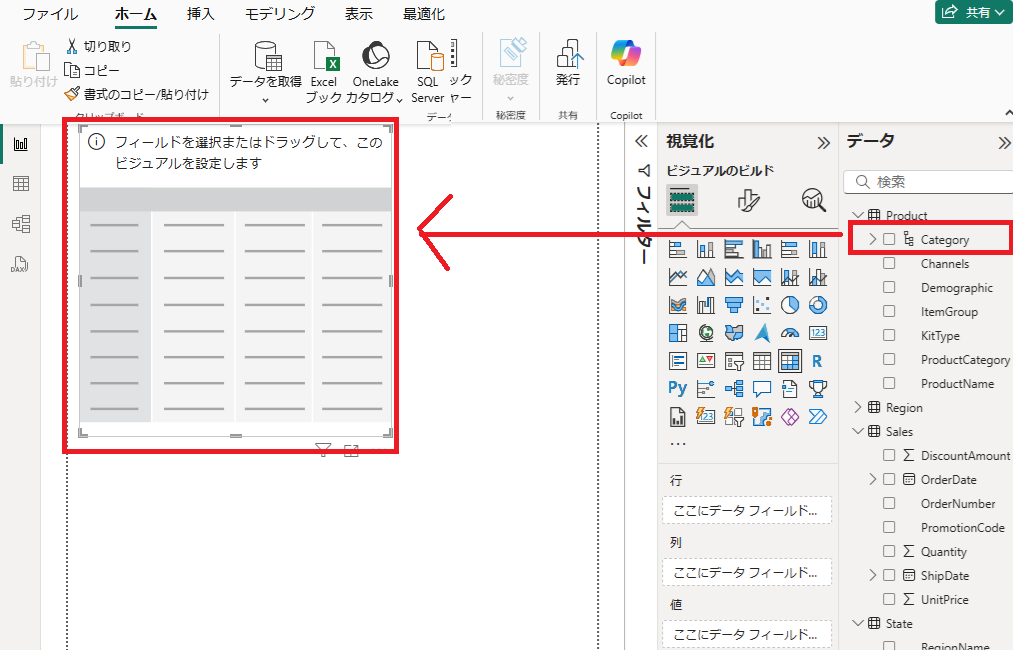 ファイル ホーム 挿入 モデリング 表示 最適化
共有
貼り付け
切り取り
コピー
書式のコピー/貼り付け
データを取得
Excel
ブック
OneLake
カタログ
SQL
Server
ック
ャー
秘密度
発行
Copilot
秘密度
共有
Copilot
フィールドを選択またはドラッグして、この
ビジュアルを設定します
フィルター
視覚化
ビジュアルのビルド
123
R
Py
123
...
行
ここにデータ フィールド...
列
ここにデータ フィールド...
値
ここにデータ フィールド...
データ
検索
Product
Category
Channels
Demographic
ItemGroup
KitType
ProductCategory
ProductName
Region
Sales
DiscountAmount
OrderDate
OrderNumber
PromotionCode
Quantity
ShipDate
UnitPrice
State
RegionName